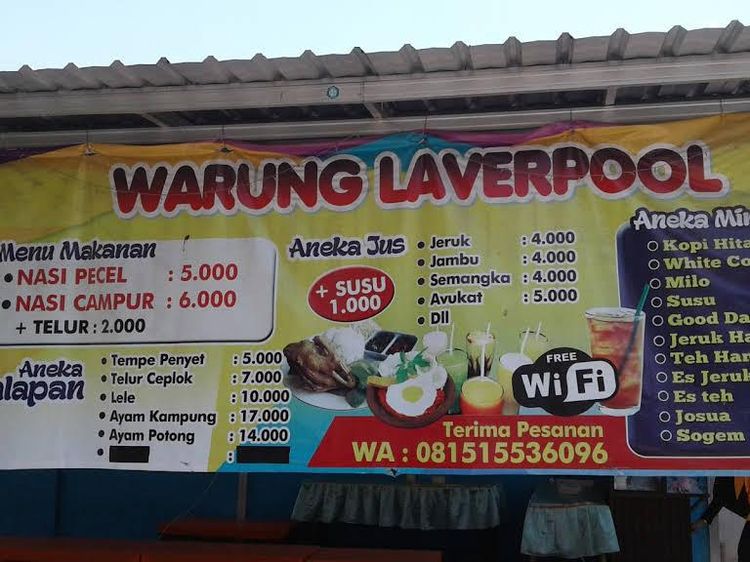 WARUNG LAVERPOOL
Menu Makanan
• NASI PECEL : 5.000
• NASI CAMPUR : 6.000
+ TELUR : 2.000
Aneka
alapan
• Tempe Penyet : 5.000
• Telur Ceplok : 7.000
• Lele : 10.000
• Ayam Kampung : 17.000
• Ayam Potong : 14.000
Aneka Jus
+ SUSU
1.000
• Jeruk : 4.000
• Jambu : 4.000
• Semangka : 4.000
• Avukat : 5.000
• Dll
FREE
WiFi
Terima Pesanan
WA : 081515536096
Aneka Min
Kopi Hita
White Co
Milo
Susu
Good Da
Jeruk Ha
Teh Han
Es Jeruk
Es teh
Josua
Sogem